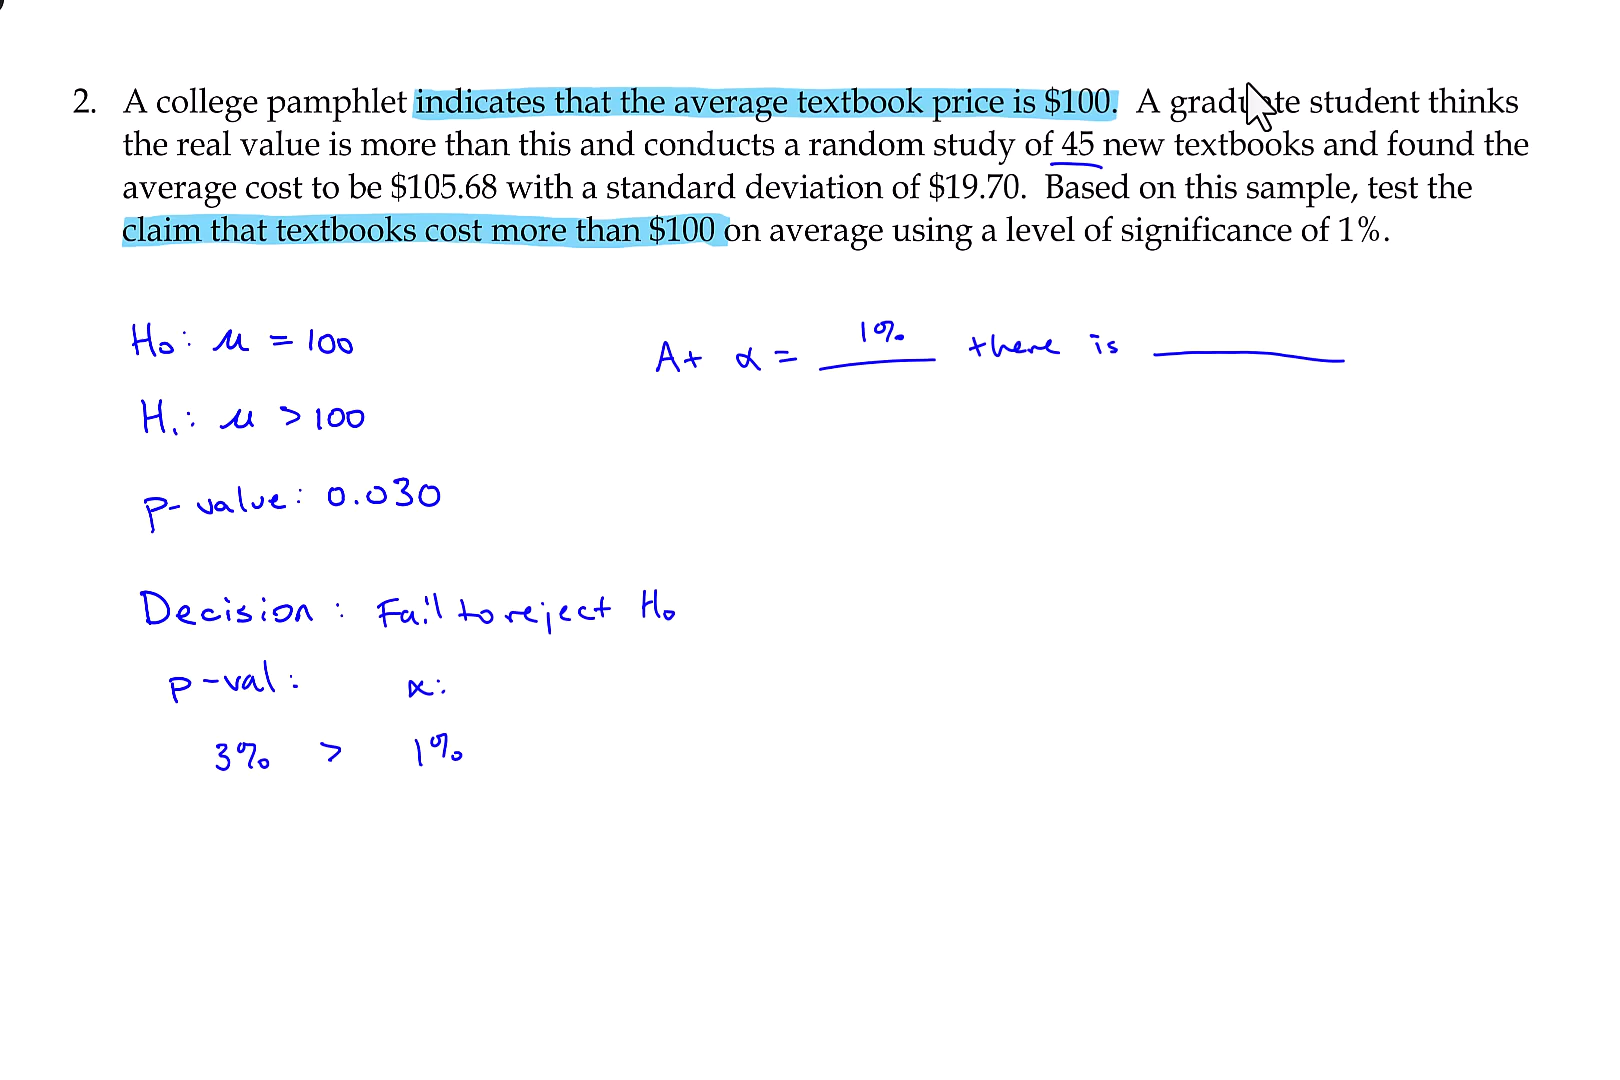 2. A college pamphlet indicates that the average textbook price is $100. A graduate student thinks
the real value is more than this and conducts a random study of 45 new textbooks and found the
average cost to be $105.68 with a standard deviation of $19.70. Based on this sample, test the
claim that textbooks cost more than $100 on average using a level of significance of 1%.
H₀: μ = 100
At α = 1% there is
H₁: μ > 100
P-value: 0.030
Decision: Fail to reject H₀
P-val: α:
3% > 1%